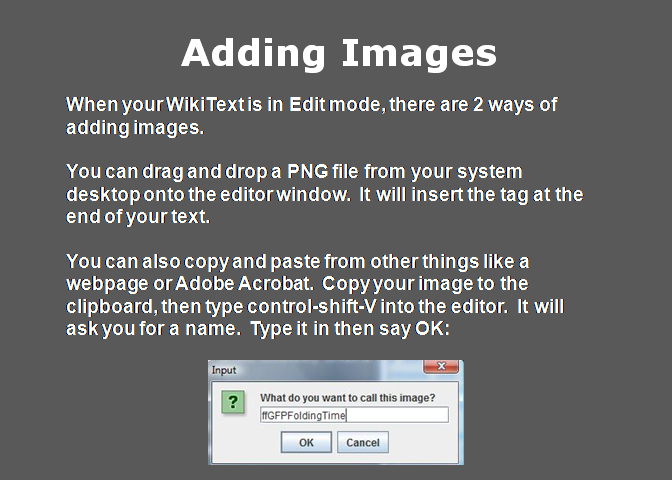 Adding Images
When your WikiText is in Edit mode, there are 2 ways of
adding images.
You can drag and drop a PNG file from your system
desktop onto the editor window.  It will insert the tag at the
end of your text.
You can also copy and paste from other things like a
webpage or Adobe Acrobat.  Copy your image to the
clipboard, then type control-shift-V into the editor.  It will
ask you for a name.  Type it in then say OK:
Input
What do you want to call this image?
ffGFPFoldingTime
OK Cancel